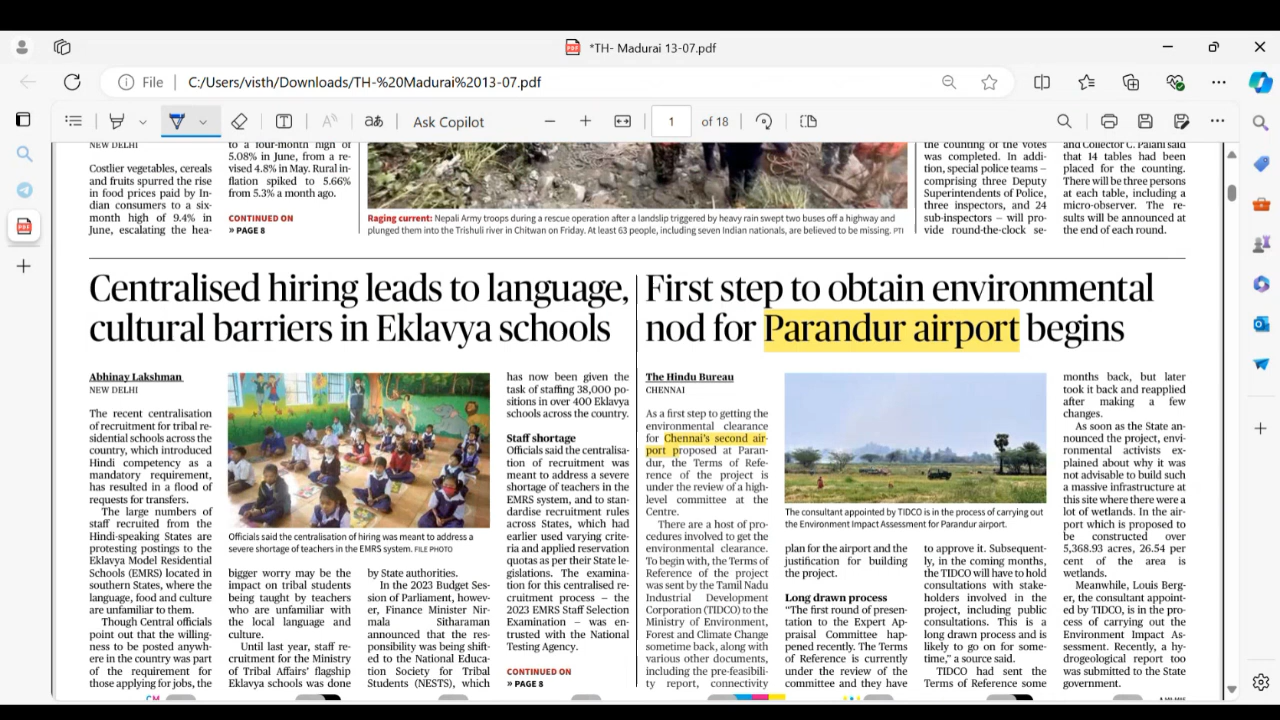 *TH- Madurai 13-07.pdf
File
C:/Users/visth/Downloads/TH-%20Madurai%2013-07.pdf
aあ
Ask Copilot
1
of 18
NEW DELHI
Costlier vegetables, cereals
and fruits spurred the rise
in food prices paid by In-
dian consumers to a six-
month high of 9.4% in
June, escalating the hea-
to a four-month high of
5.08% in June, from a re-
vised 4.8% in May. Rural in-
flation spiked to 5.66%
from 5.3% a month ago.
CONTINUED ON
» PAGE 8
Raging current: Nepali Army troops during a rescue operation after a landslip triggered by heavy rain swept two buses off a highway and
plunged them into the Trishuli river in Chitwan on Friday. At least 63 people, including seven Indian nationals, are believed to be missing. PTI
the counting of the votes
was completed. In addi-
tion, special police teams –
comprising three Deputy
Superintendents of Police,
three inspectors, and 24
sub-inspectors – will pro-
vide round-the-clock se-
and Collector C. Palani said
that 14 tables had been
placed for the counting.
There will be three persons
at each table, including a
micro-observer. The re-
sults will be announced at
the end of each round.
Centralised hiring leads to language,
cultural barriers in Eklavya schools
Abhinay Lakshman
NEW DELHI
The recent centralisation
of recruitment for tribal re-
sidential schools across the
country, which introduced
Hindi competency as a
mandatory requirement,
has resulted in a flood of
requests for transfers.
The large numbers of
staff recruited from the
Hindi-speaking States are
protesting postings to the
Eklavya Model Residential
Schools (EMRS) located in
southern States, where the
language, food and culture
are unfamiliar to them.
Though Central officials
point out that the willing-
ness to be posted anywh-
ere in the country was part
of the requirement for
those applying for jobs, the
Officials said the centralisation of hiring was meant to address a
severe shortage of teachers in the EMRS system. FILE PHOTO
bigger worry may be the
impact on tribal students
being taught by teachers
who are unfamiliar with
the local language and
culture.
Until last year, staff re-
cruitment for the Ministry
of Tribal Affairs' flagship
Eklavya schools was done
by State authorities.
In the 2023 Budget Ses-
sion of Parliament, howev-
er, Finance Minister Nir-
mala Sitharaman
announced that the res-
ponsibility was being shift-
ed to the National Educa-
tion Society for Tribal
Students (NESTS), which
has now been given the
task of staffing 38,000 po-
sitions in over 400 Eklavya
schools across the country.
Staff shortage
Officials said the centralisa-
tion of recruitment was
meant to address a severe
shortage of teachers in the
EMRS system, and to stan-
dardise recruitment rules
across States, which had
earlier used varying crite-
ria and applied reservation
quotas as per their State le-
gislations. The examina-
tion for this centralised re-
cruitment process – the
2023 EMRS Staff Selection
Examination – was en-
trusted with the National
Testing Agency.
CONTINUED ON
» PAGE 8
First step to obtain environmental
nod for Parandur airport begins
The Hindu Bureau
CHENNAI
As a first step to getting the
environmental clearance
for Chennai's second air-
port proposed at Paran-
dur, the Terms of Refe-
rence of the project is
under the review of a high-
level committee at the
Centre.
There are a host of pro-
cedures involved to get the
environmental clearance.
To begin with, the Terms of
Reference of the project
was sent by the Tamil Nadu
Industrial Development
Corporation (TIDCO) to the
Ministry of Environment,
Forest and Climate Change
sometime back, along with
various other documents,
including the pre-feasibili-
ty report, connectivity
The consultant appointed by TIDCO is in the process of carrying out
the Environment Impact Assessment for Parandur airport.
plan for the airport and the
justification for building
the project.
Long drawn process
"The first round of presen-
tation to the Expert Ap-
praisal Committee hap-
pened recently. The Terms
of Reference is currently
under the review of the
committee and they have
to approve it. Subsequent-
ly, in the coming months,
the TIDCO will have to hold
consultations with stake-
holders involved in the
project, including public
consultations. This is a
long drawn process and is
likely to go on for some-
time," a source said.
TIDCO had sent the
Terms of Reference some
months back, but later
took it back and reapplied
after making a few
changes.
As soon as the State an-
nounced the project, envi-
ronmental activists ex-
plained about why it was
not advisable to build such
a massive infrastructure at
this site where there were a
lot of wetlands. In the air-
port which is proposed to
be constructed over
5,368.93 acres, 26.54 per
cent of the area is
wetlands.
Meanwhile, Louis Berg-
er, the consultant appoint-
ed by TIDCO, is in the pro-
cess of carrying out the
Environment Impact As-
sessment. Recently, a hy-
drogeological report too
was submitted to the State
government.